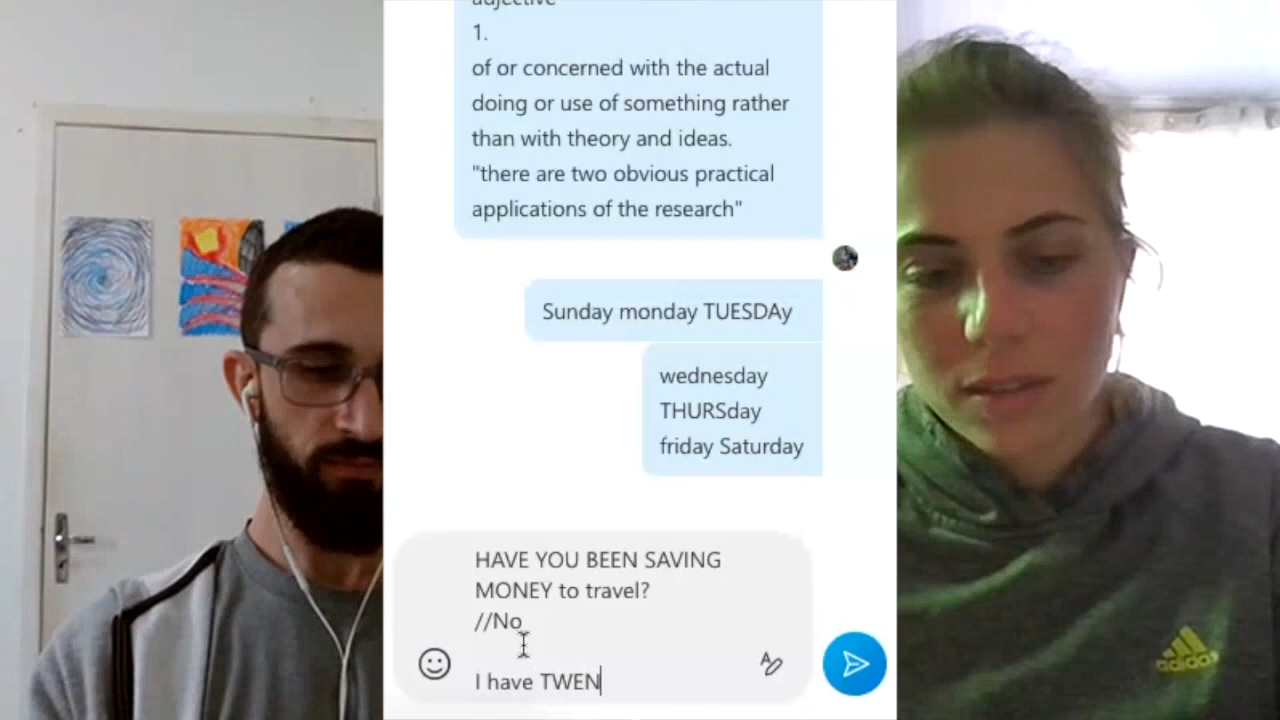 adjective
1.
of or concerned with the actual
doing or use of something rather
than with theory and ideas.
"there are two obvious practical
applications of the research"
Sunday monday TUESDAy
wednesday
THURSday
friday Saturday
HAVE YOU BEEN SAVING
MONEY to travel?
//No
I have TWEN
adidas